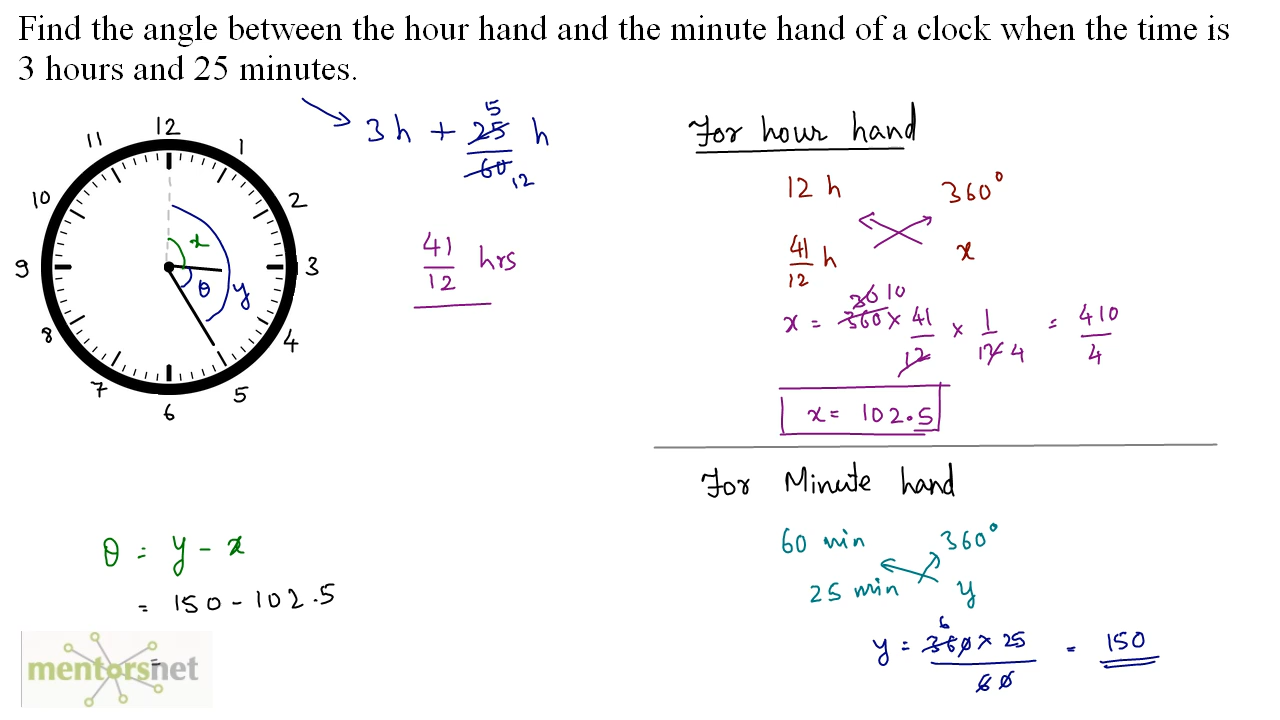 Find the angle between the hour hand and the minute hand of a clock when the time is
3 hours and 25 minutes.
3 h + 25/60 h
5
12
41/12 hrs
12
1
2
3
4
5
6
7
8
9
10
11
x
θ
y
θ = y - x
= 150 - 102.5
=
mentorsnet
For hour hand
12 h 360°
41/12 h x
36 10
x = 360 × 41/12 × 1/12 4 = 410/4
x = 102.5
For Minute hand
60 min 360°
25 min y
6
y = 360 × 25 / 60 = 150